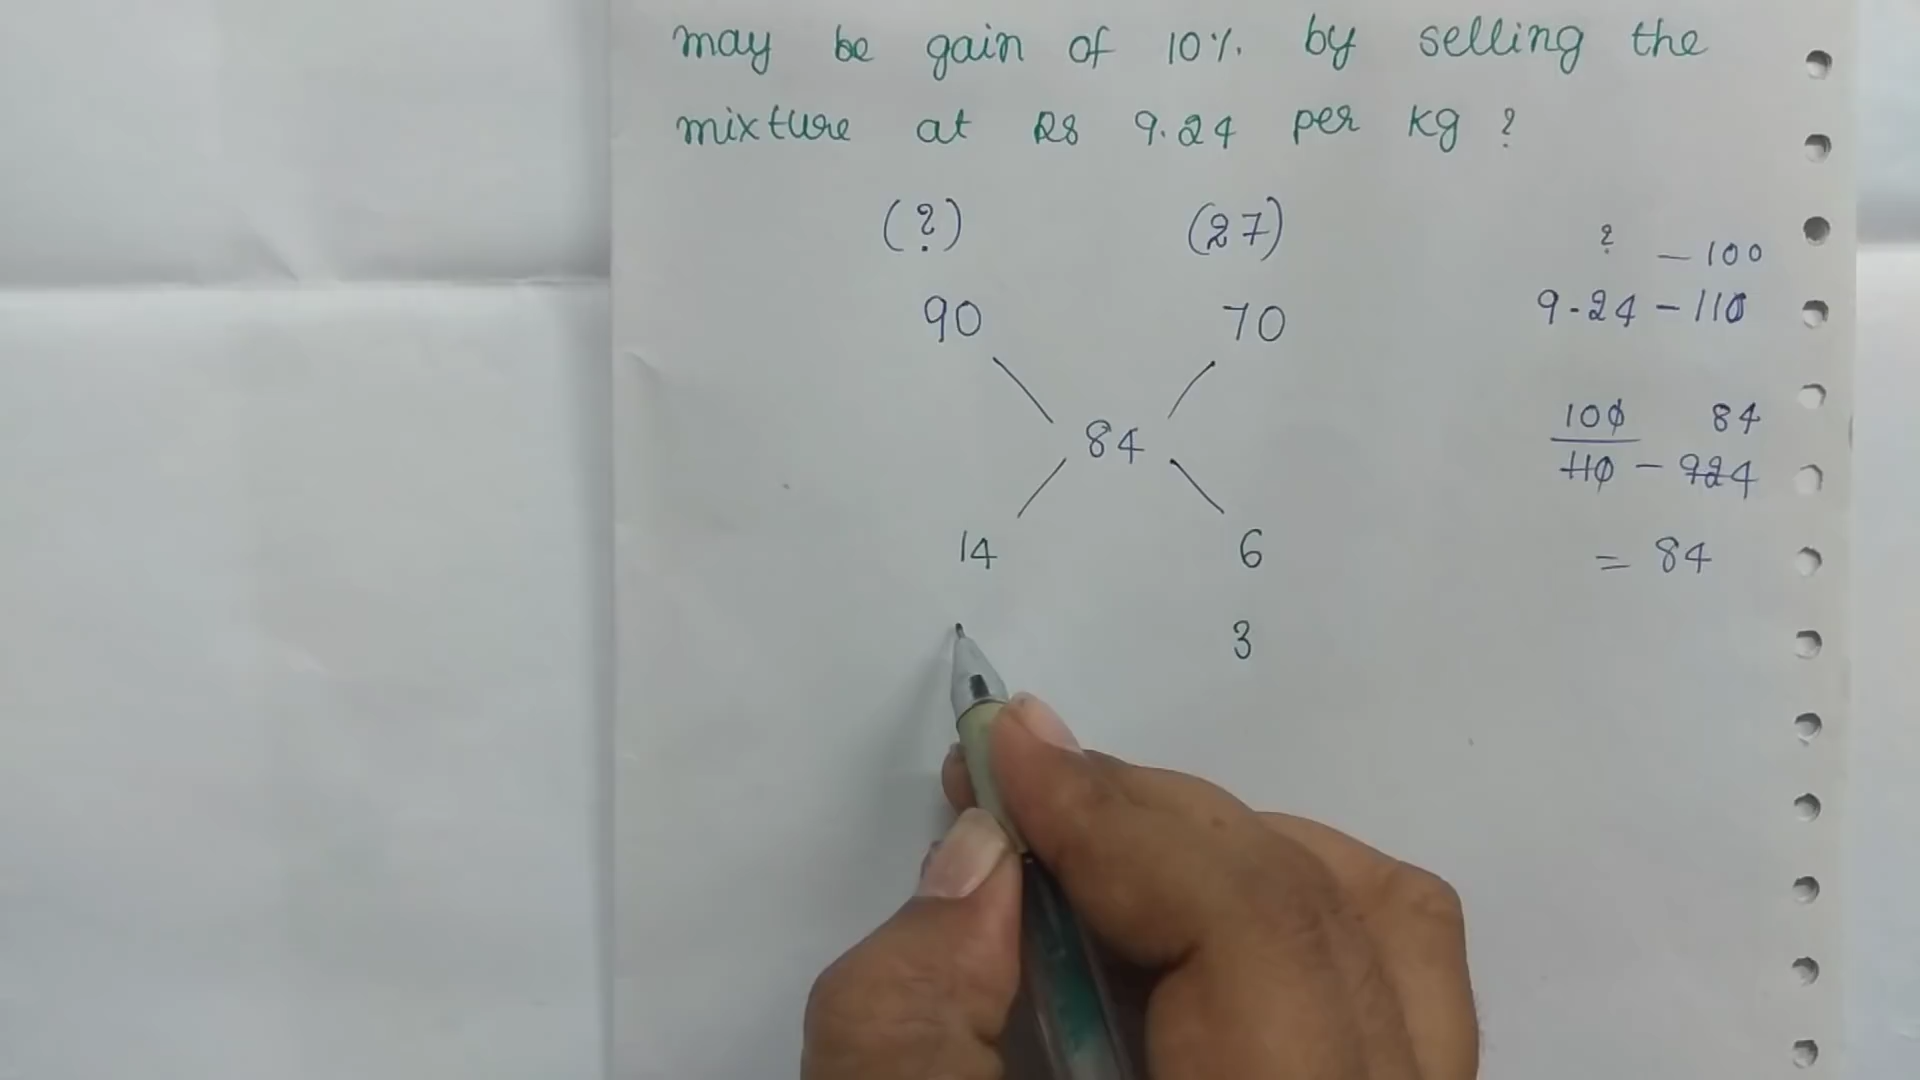 may be gain of 10% by selling the
mixture at Rs 9.24 per kg ?
(?) (27)
90 70
84
14 6
3
? — 100
9.24 — 110
100 84
110 — 924
= 84